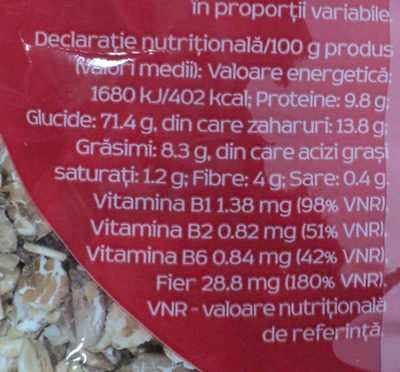 în proporții variabile.
Declarație nutrițională/100 g produs
(valori medii): Valoare energetică:
1680 kJ/402 kcal; Proteine: 9.8 g;
Glucide: 71.4 g, din care zaharuri: 13.8 g;
Grăsimi: 8.3 g, din care acizi grași
saturați: 1.2 g; Fibre: 4 g; Sare: 0.4 g.
Vitamina B1 1.38 mg (98% VNR),
Vitamina B2 0.82 mg (51% VNR),
Vitamina B6 0.84 mg (42% VNR),
Fier 28.8 mg (180% VNR).
VNR - valoare nutrițională
de referință.